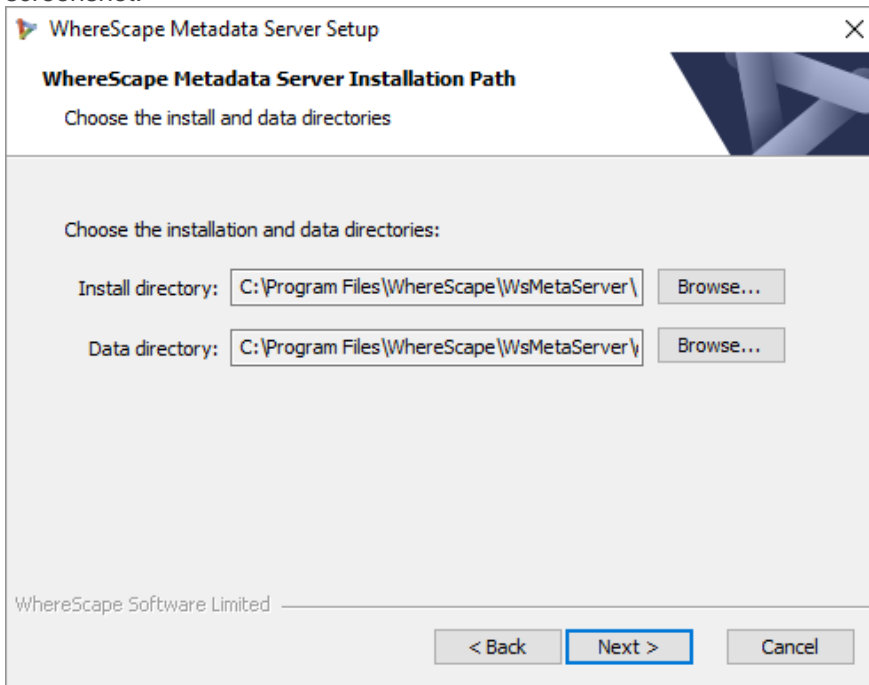 WhereScape Metadata Server Setup
WhereScape Metadata Server Installation Path
Choose the install and data directories
Choose the installation and data directories:
Install directory: C:\Program Files\WhereScape\WsMetaServer\ Browse...
Data directory: C:\Program Files\WhereScape\WsMetaServer\ Browse...
WhereScape Software Limited
< Back Next > Cancel